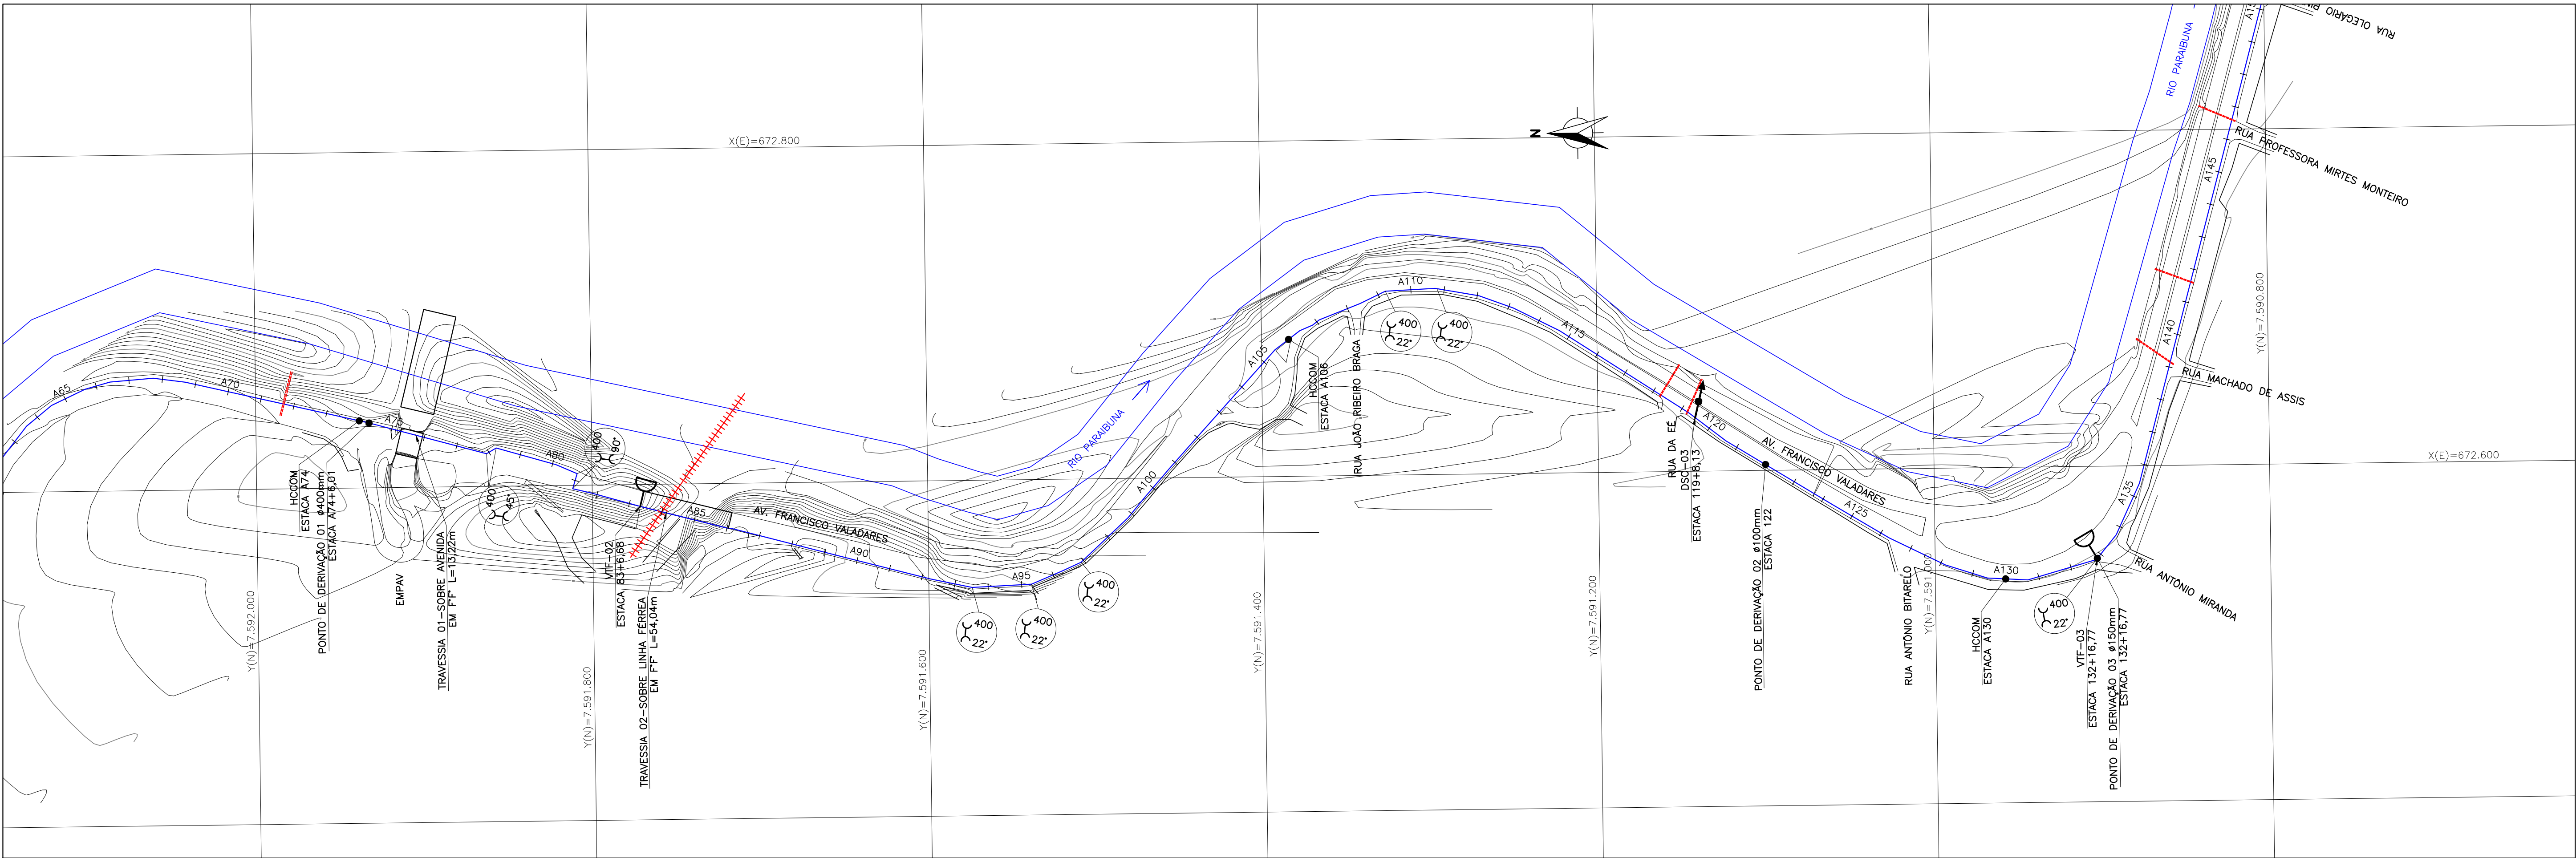 RUA OLEGÁRIO
RIO PARAIBUNA
RIO PARAIBUNA
X(E)=672.800
N
RUA PROFESSORA MIRTES MONTEIRO
A145
Y(N)=7.590.800
A140
RUA MACHADO DE ASSIS
A135
X(E)=672.600
RUA ANTÔNIO MIRANDA
A65
A70
A75
A80
A85
A90
A95
A100
A105
A110
A115
A120
A125
A130
HCCOM
ESTACA A74
PONTO DE DERIVAÇÃO 01 ø400mm
ESTACA A74+6,01
EMPAV
TRAVESSIA 01-SOBRE AVENIDA
EM FºFº L=13,22m
400
45°
400
90°
VTF-02
ESTACA 83+6,68
TRAVESSIA 02-SOBRE LINHA FÉRREA
EM FºFº L=54,04m
AV. FRANCISCO VALADARES
400
22°
400
22°
400
22°
RIO PARAIBUNA
HCCOM
ESTACA A106
RUA JOÃO RIBEIRO BRAGA
400
22°
400
22°
RUA DA FÉ
DSC-03
ESTACA 119+8,13
PONTO DE DERIVAÇÃO 02 ø100mm
ESTACA 122
AV. FRANCISCO VALADARES
RUA ANTÔNIO BITARELO
HCCOM
ESTACA A130
400
22°
VTF-03
ESTACA 132+16,77
PONTO DE DERIVAÇÃO 03 ø150mm
ESTACA 132+16,77
Y(N)=7.592.000
Y(N)=7.591.800
Y(N)=7.591.600
Y(N)=7.591.400
Y(N)=7.591.200
Y(N)=7.591.000